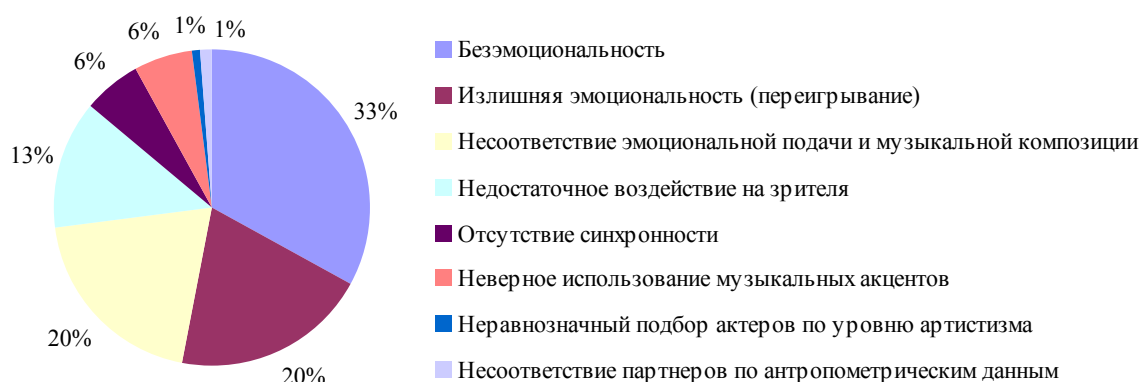 6%
1%
1%
6%
33%
13%
20%
20%
Безэмоциональность
Излишняя эмоциональность (переигрывание)
Несоответствие эмоциональной подачи и музыкальной композиции
Недостаточное воздействие на зрителя
Отсутствие синхронности
Неверное использование музыкальных акцентов
Неравнозначный подбор актеров по уровню артистизма
Несоответствие партнеров по антропометрическим данным